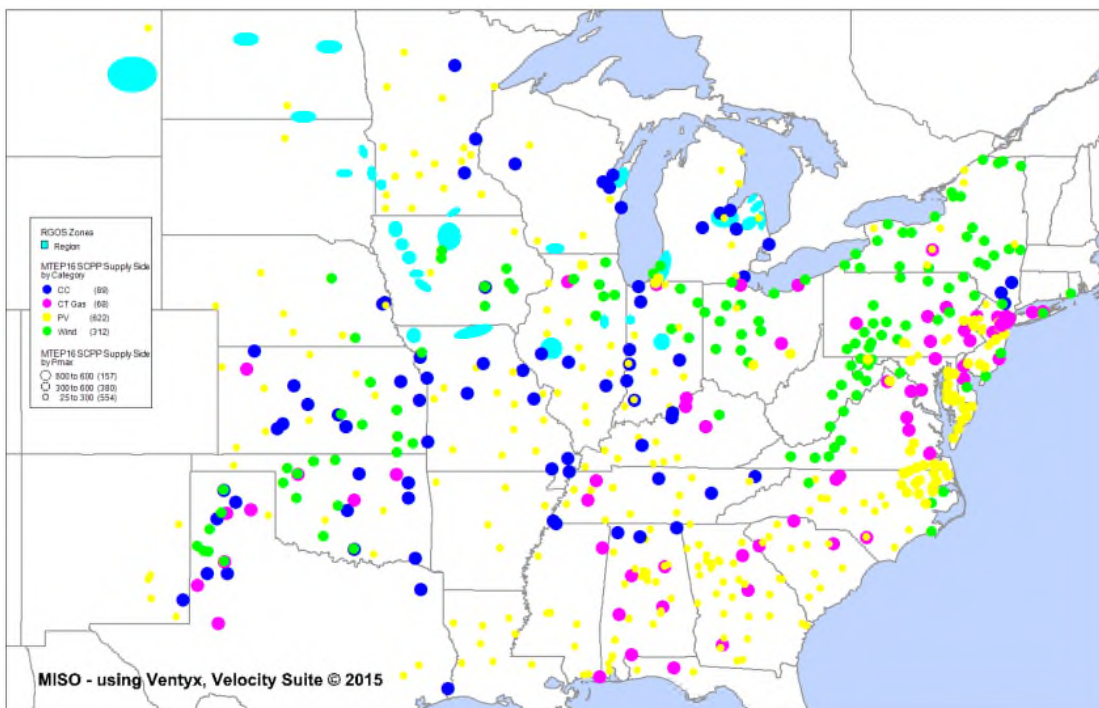 RGOS Zones
Region
MTEP16 SCPP Supply Side
by Category
CC (89)
CT Gas (68)
PV (622)
Wind (312)
MTEP16 SCPP Supply Side
by Pmax
600 to 600 (157)
300 to 600 (380)
25 to 300 (554)
MISO - using Ventyx, Velocity Suite © 2015